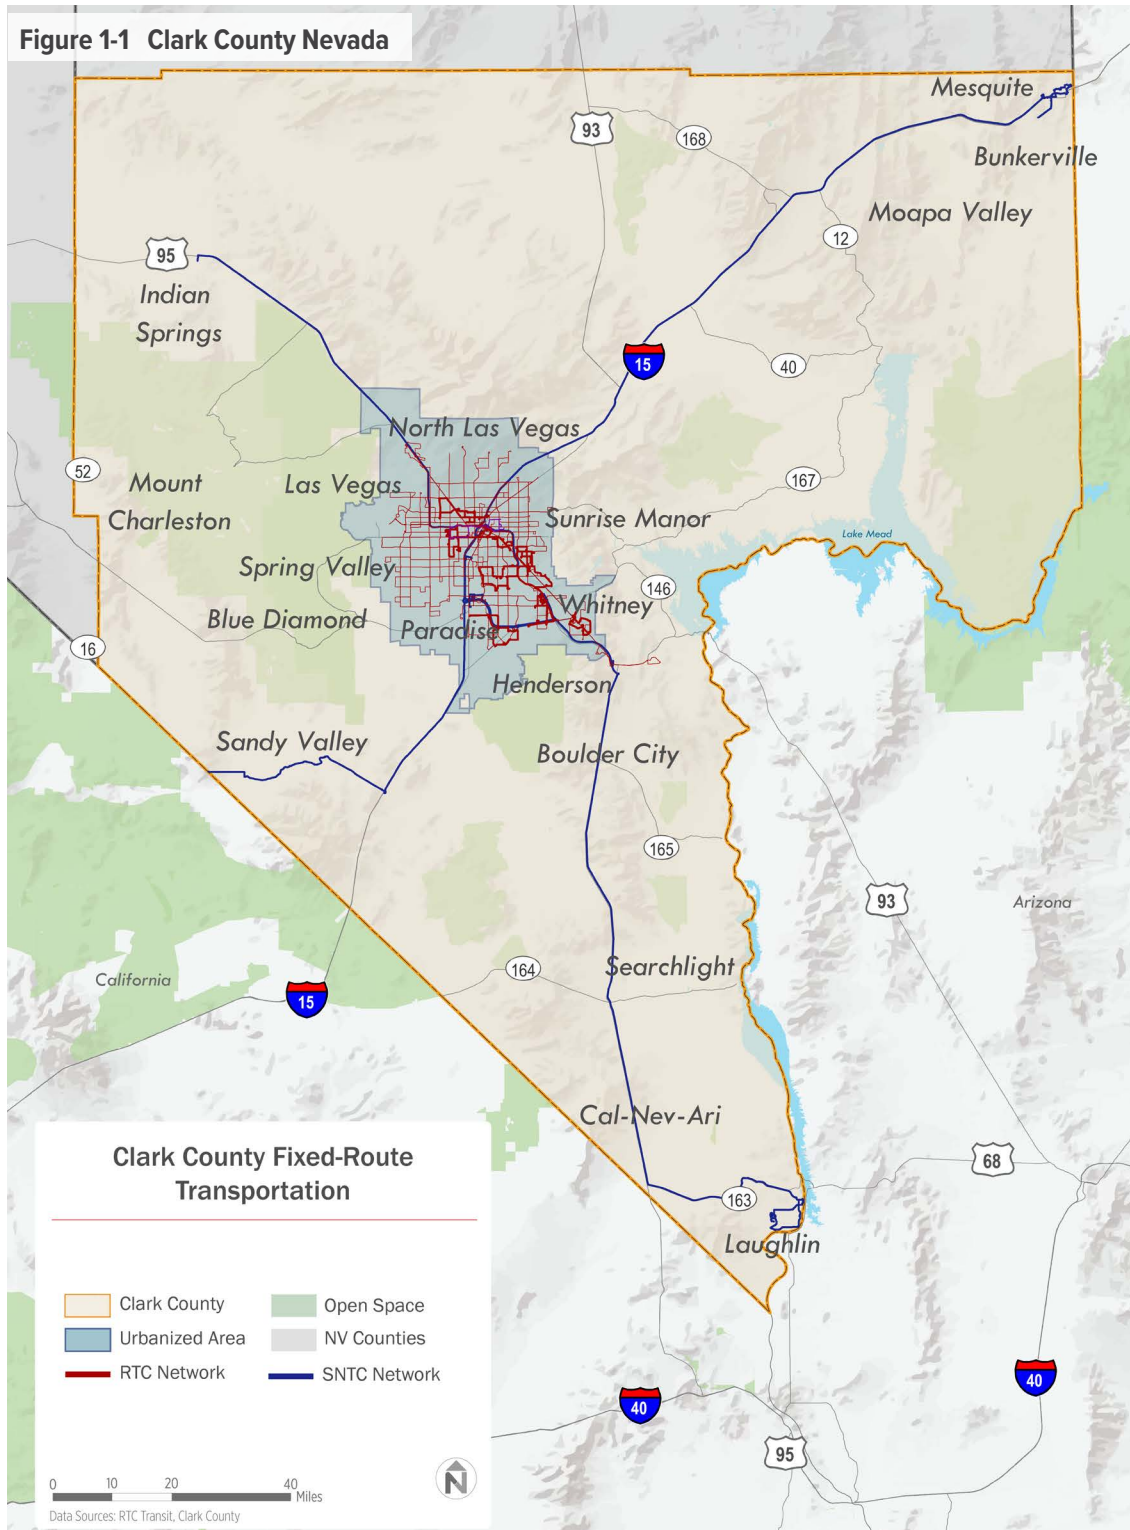 Figure 1-1 Clark County Nevada
Mesquite
93
168
Bunkerville
Moapa Valley
12
95
Indian
Springs
15
40
North Las Vegas
52
Mount
Charleston
Las Vegas
167
Sunrise Manor
Lake Mead
Spring Valley
146
Whitney
Blue Diamond
Paradise
16
Henderson
Sandy Valley
Boulder City
165
93
Arizona
164
Searchlight
California
15
Cal-Nev-Ari
68
163
Laughlin
Clark County Fixed-Route
Transportation
Clark County
Open Space
Urbanized Area
NV Counties
RTC Network
SNTC Network
40
40
95
N
0 10 20 40
Miles
Data Sources: RTC Transit, Clark County